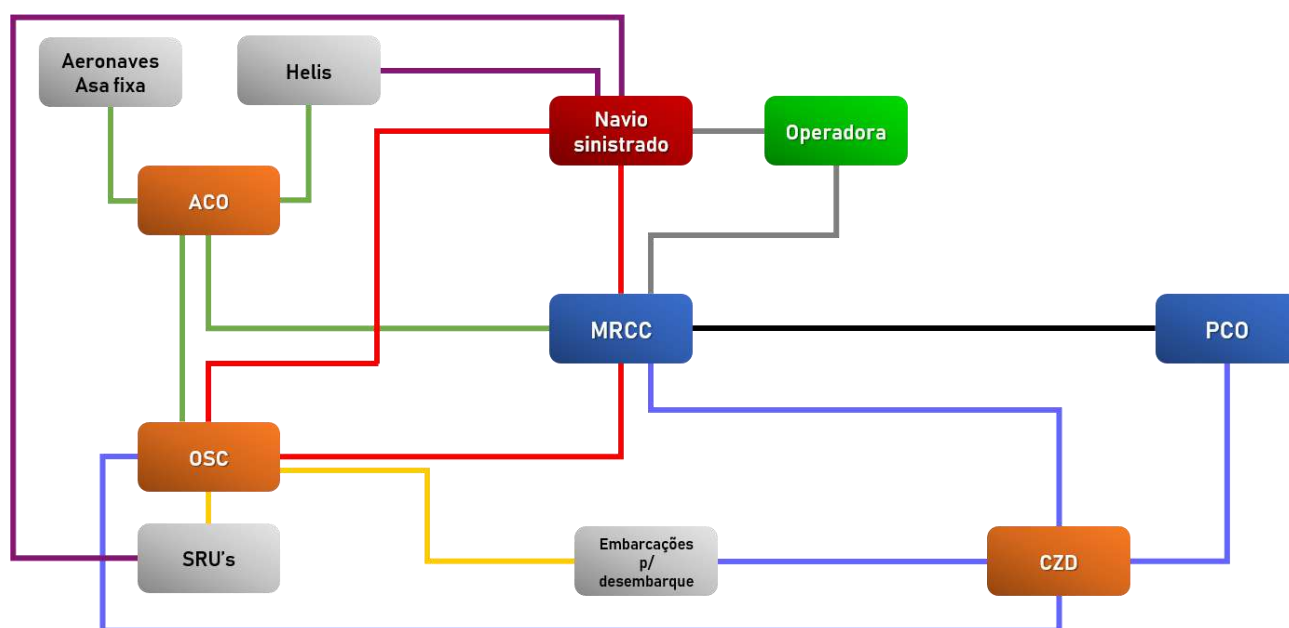 Aeronaves
Asa fixa
Helis
Navio
sinistrado
Operadora
ACO
MRCC
PCO
OSC
SRU's
Embarcações
p/
desembarque
CZD